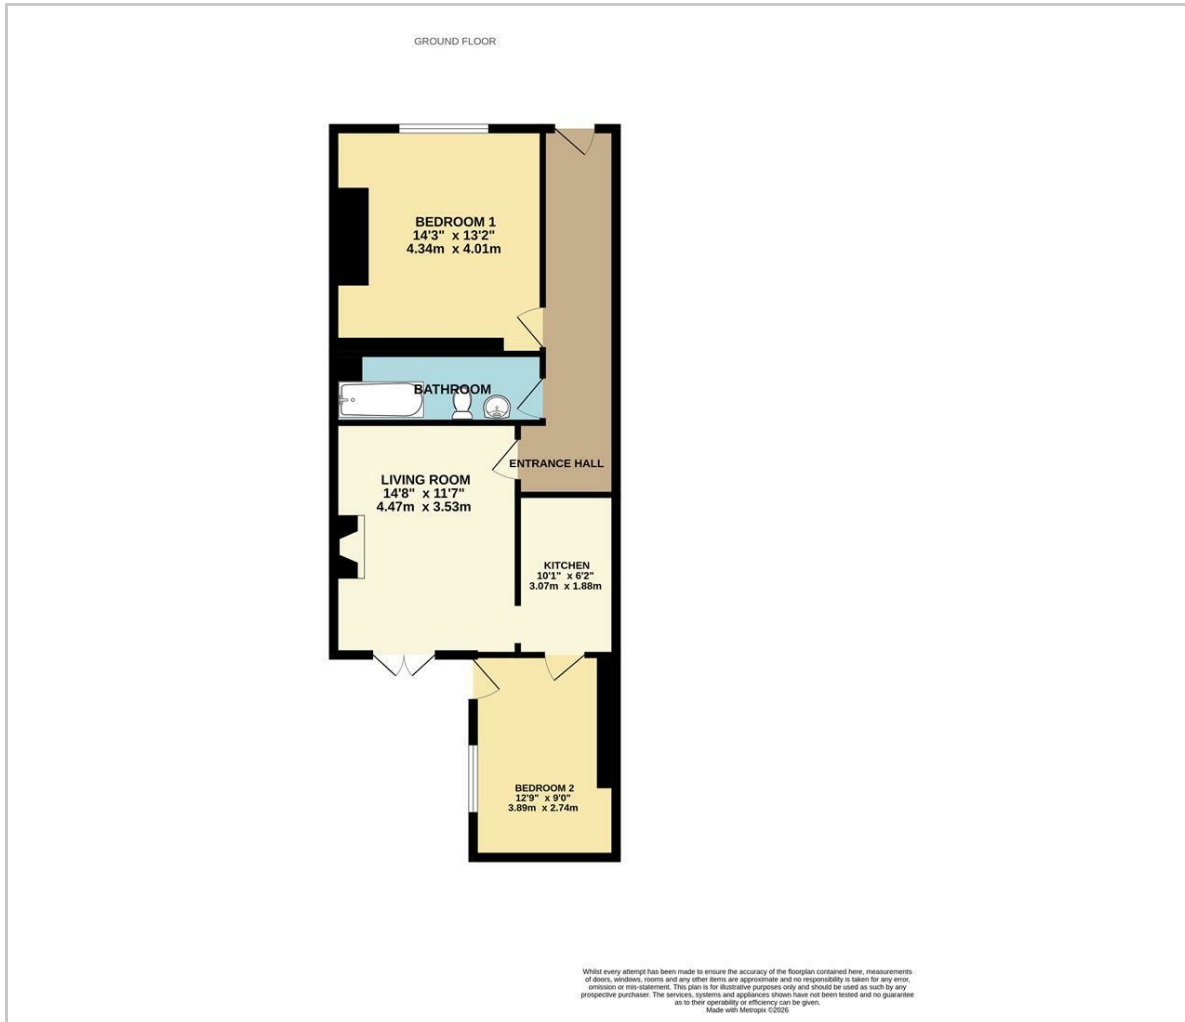 GROUND FLOOR
BEDROOM 1
14'3" x 13'2"
4.34m x 4.01m
BATHROOM
ENTRANCE HALL
LIVING ROOM
14'8" x 11'7"
4.47m x 3.53m
KITCHEN
10'1" x 6'2"
3.07m x 1.88m
BEDROOM 2
12'9" x 9'0"
3.89m x 2.74m
Whilst every attempt has been made to ensure the accuracy of the floorplan contained here, measurements
of doors, windows, rooms and any other items are approximate and no responsibility is taken for any error,
omission or mis-statement. This plan is for illustrative purposes only and should be used as such by any
prospective purchaser. The services, systems and appliances shown have not been tested and no guarantee
as to their operability or efficiency can be given.
Made with Metropix ©2026